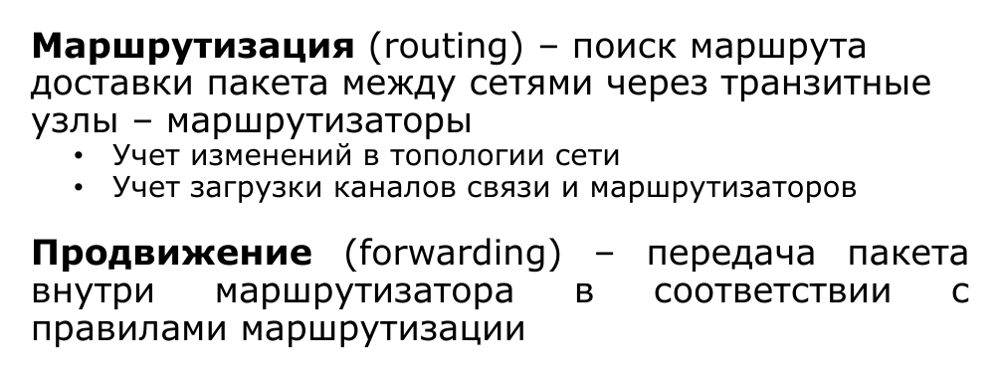 Маршрутизация (routing) – поиск маршрута
доставки пакета между сетями через транзитные
узлы – маршрутизаторы
• Учет изменений в топологии сети
• Учет загрузки каналов связи и маршрутизаторов
Продвижение (forwarding) – передача пакета
внутри маршрутизатора в соответствии с
правилами маршрутизации